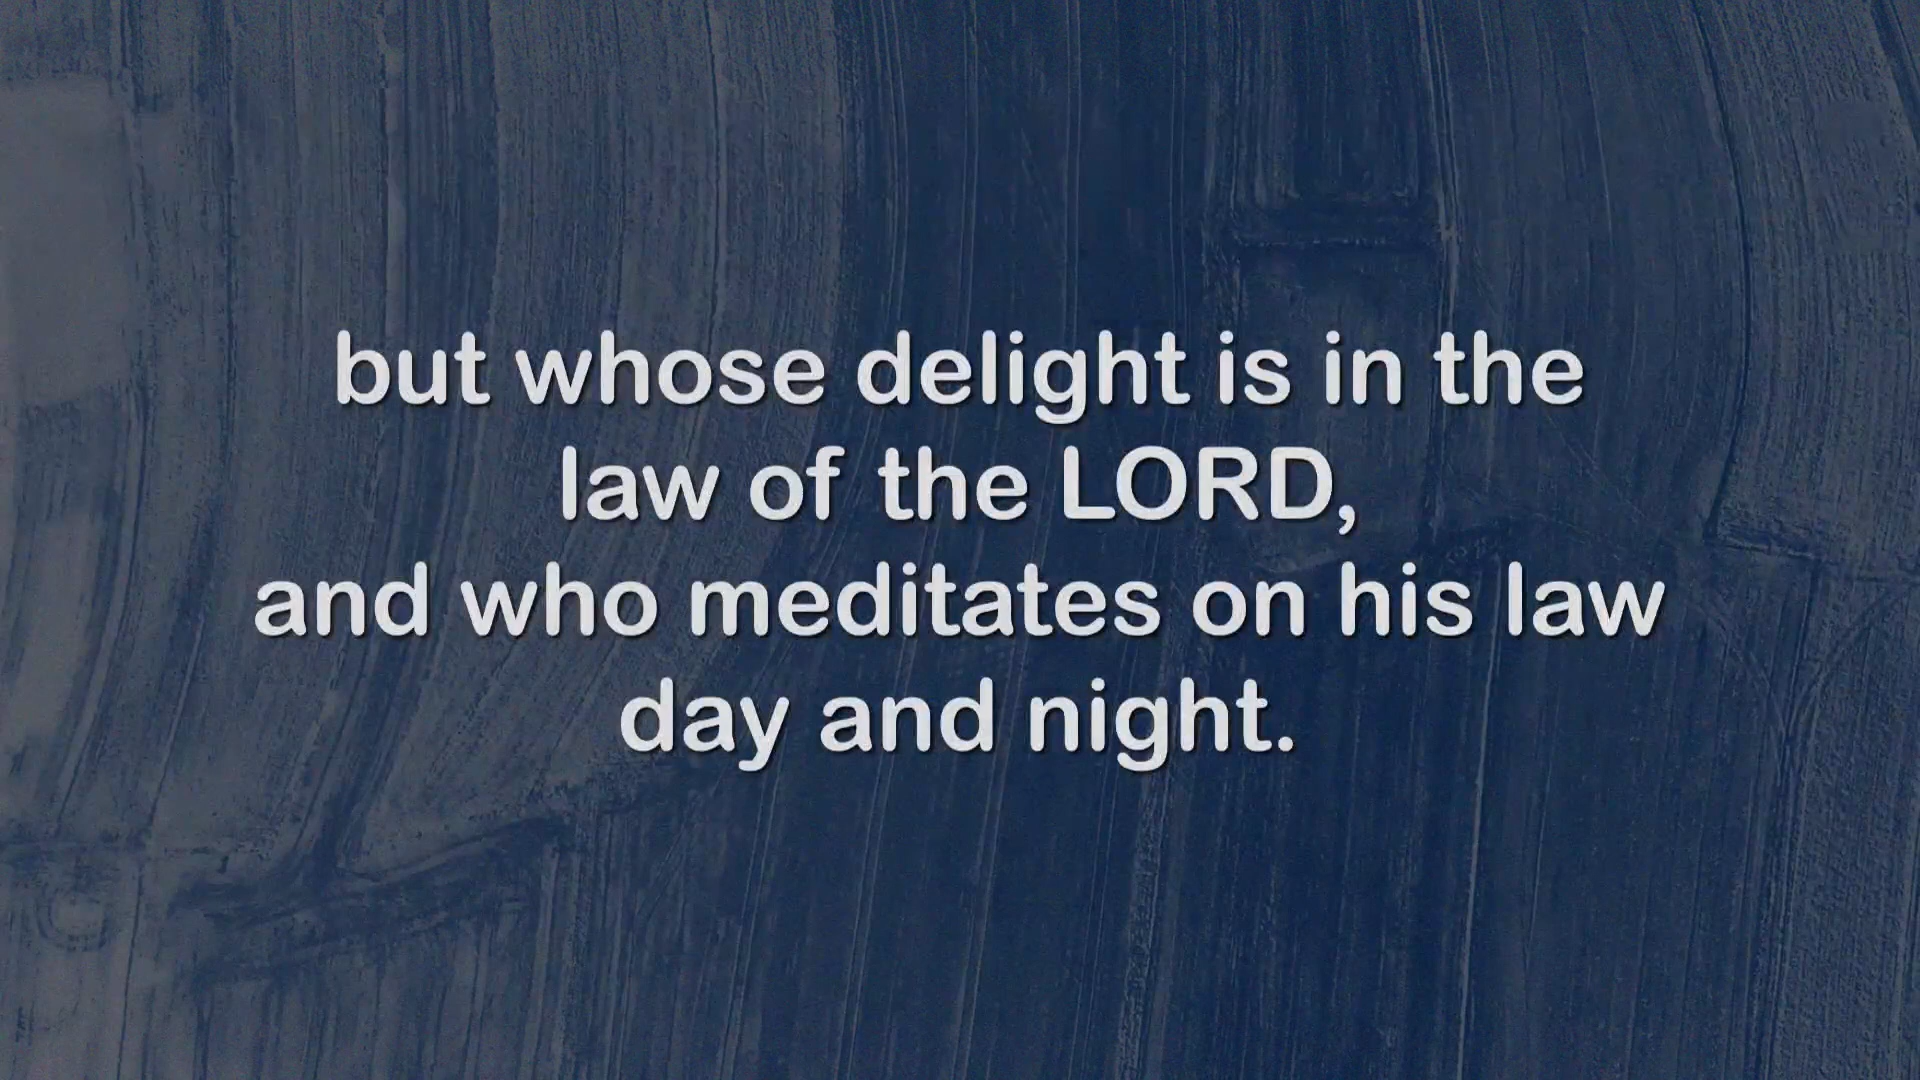 but whose delight is in the
law of the LORD,
and who meditates on his law
day and night.